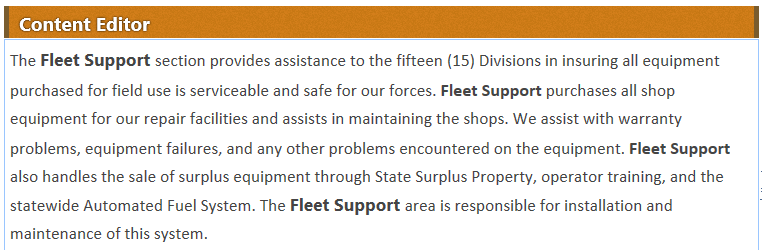 Content Editor
The Fleet Support section provides assistance to the fifteen (15) Divisions in insuring all equipment
purchased for field use is serviceable and safe for our forces. Fleet Support purchases all shop
equipment for our repair facilities and assists in maintaining the shops. We assist with warranty
problems, equipment failures, and any other problems encountered on the equipment. Fleet Support
also handles the sale of surplus equipment through State Surplus Property, operator training, and the
statewide Automated Fuel System. The Fleet Support area is responsible for installation and
maintenance of this system.